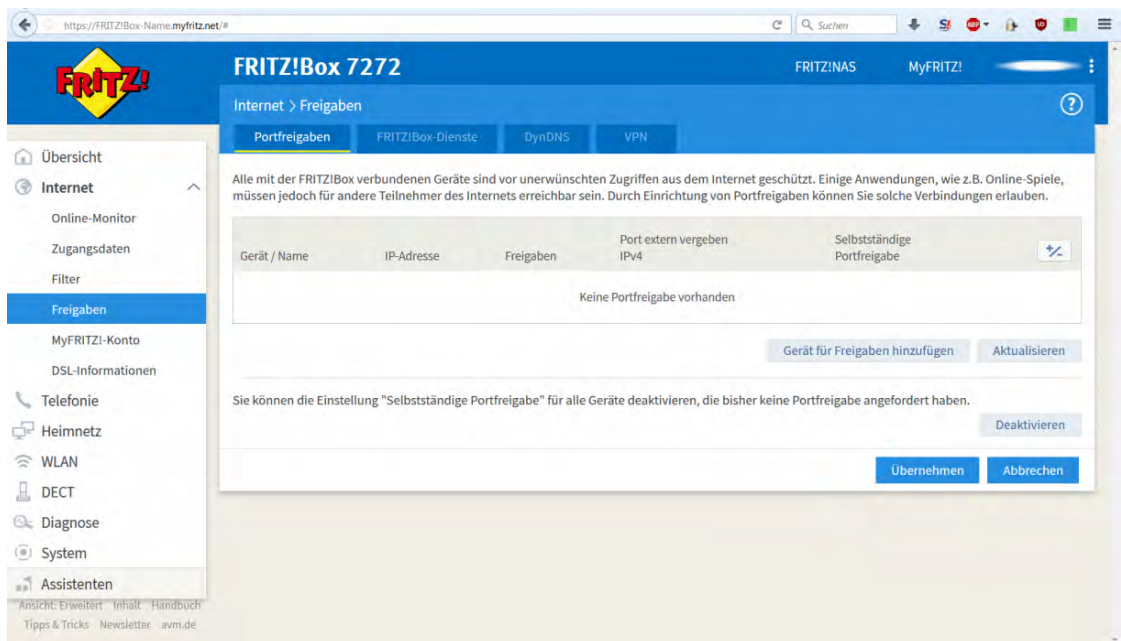 https://FRITZ!Box-Name.myfritz.net/#
Suchen
S!
ABP
FRITZ!
FRITZ!Box 7272
FRITZ!NAS
MyFRITZ!
Internet > Freigaben
?
Portfreigaben
FRITZ!Box-Dienste
DynDNS
VPN
Übersicht
Internet
Online-Monitor
Zugangsdaten
Filter
Freigaben
MyFRITZ!-Konto
DSL-Informationen
Telefonie
Heimnetz
WLAN
DECT
Diagnose
System
Assistenten
Ansicht: Erweitert Inhalt Handbuch
Tipps & Tricks Newsletter avm.de
Alle mit der FRITZ!Box verbundenen Geräte sind vor unerwünschten Zugriffen aus dem Internet geschützt. Einige Anwendungen, wie z.B. Online-Spiele,
müssen jedoch für andere Teilnehmer des Internets erreichbar sein. Durch Einrichtung von Portfreigaben können Sie solche Verbindungen erlauben.
Gerät / Name
IP-Adresse
Freigaben
Port extern vergeben
IPv4
Selbstständige
Portfreigabe
Keine Portfreigabe vorhanden
Gerät für Freigaben hinzufügen
Aktualisieren
Sie können die Einstellung "Selbstständige Portfreigabe" für alle Geräte deaktivieren, die bisher keine Portfreigabe angefordert haben.
Deaktivieren
Übernehmen
Abbrechen